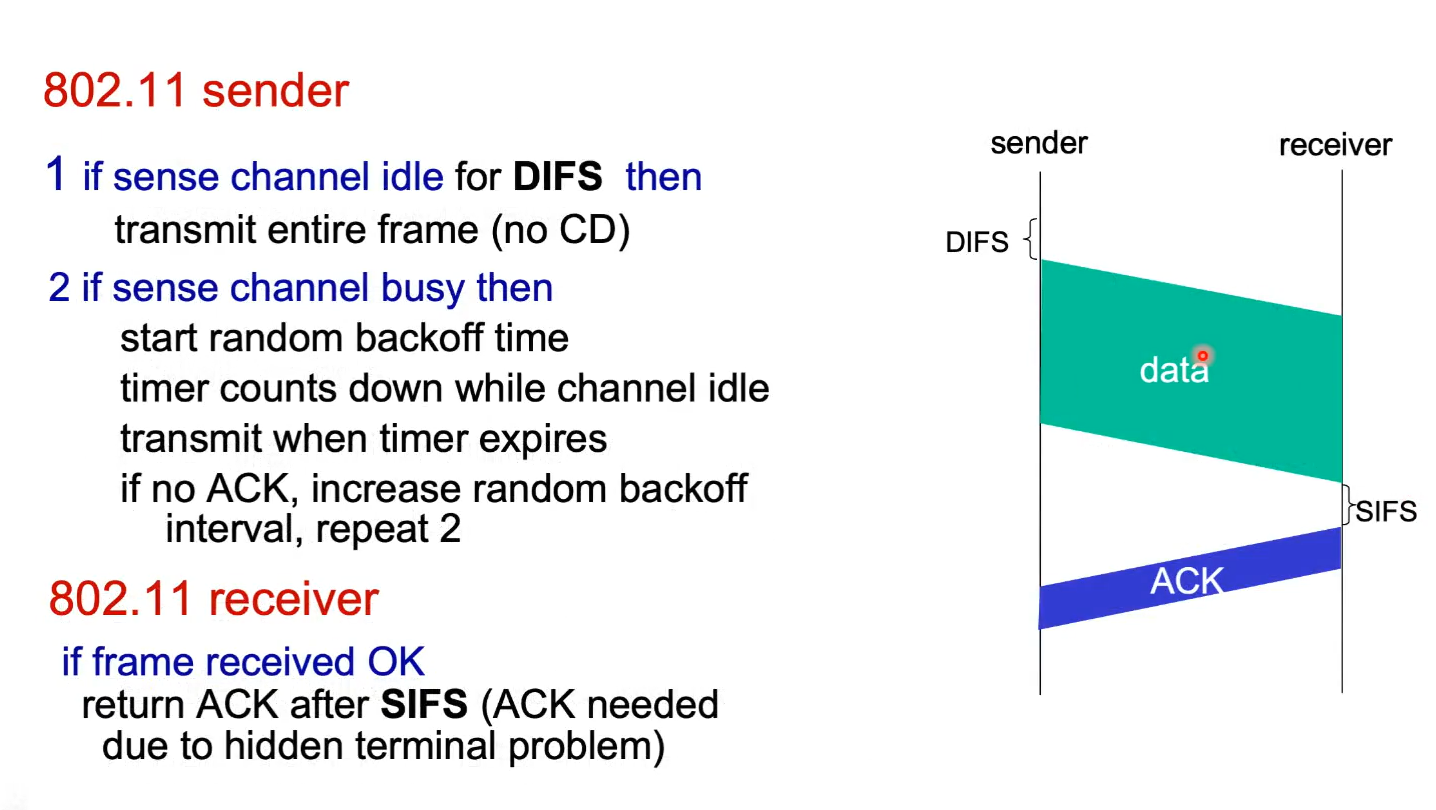 802.11 sender
1 if sense channel idle for DIFS then
transmit entire frame (no CD)
2 if sense channel busy then
start random backoff time
timer counts down while channel idle
transmit when timer expires
if no ACK, increase random backoff
interval, repeat 2
802.11 receiver
if frame received OK
return ACK after SIFS (ACK needed
due to hidden terminal problem)
sender
receiver
DIFS
data
SIFS
ACK